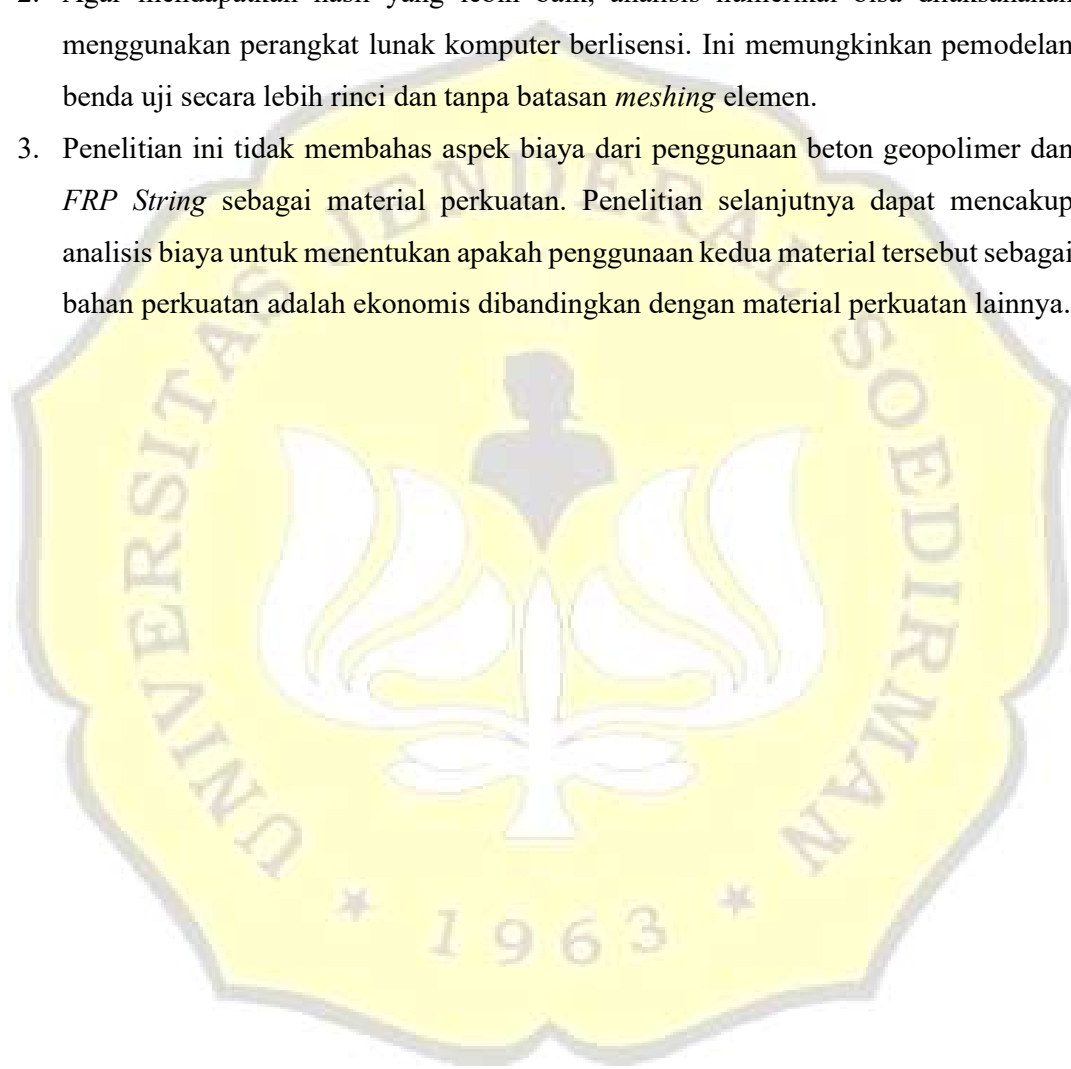 menggunakan perangkat lunak komputer berlisensi. Ini memungkinkan pemodelan
benda uji secara lebih rinci dan tanpa batasan meshing elemen.
3. Penelitian ini tidak membahas aspek biaya dari penggunaan beton geopolimer dan
FRP String sebagai material perkuatan. Penelitian selanjutnya dapat mencakup
analisis biaya untuk menentukan apakah penggunaan kedua material tersebut sebagai
bahan perkuatan adalah ekonomis dibandingkan dengan material perkuatan lainnya.
UNIVERSITAS JENDERAL SOEDIRMAN
* 1963 *